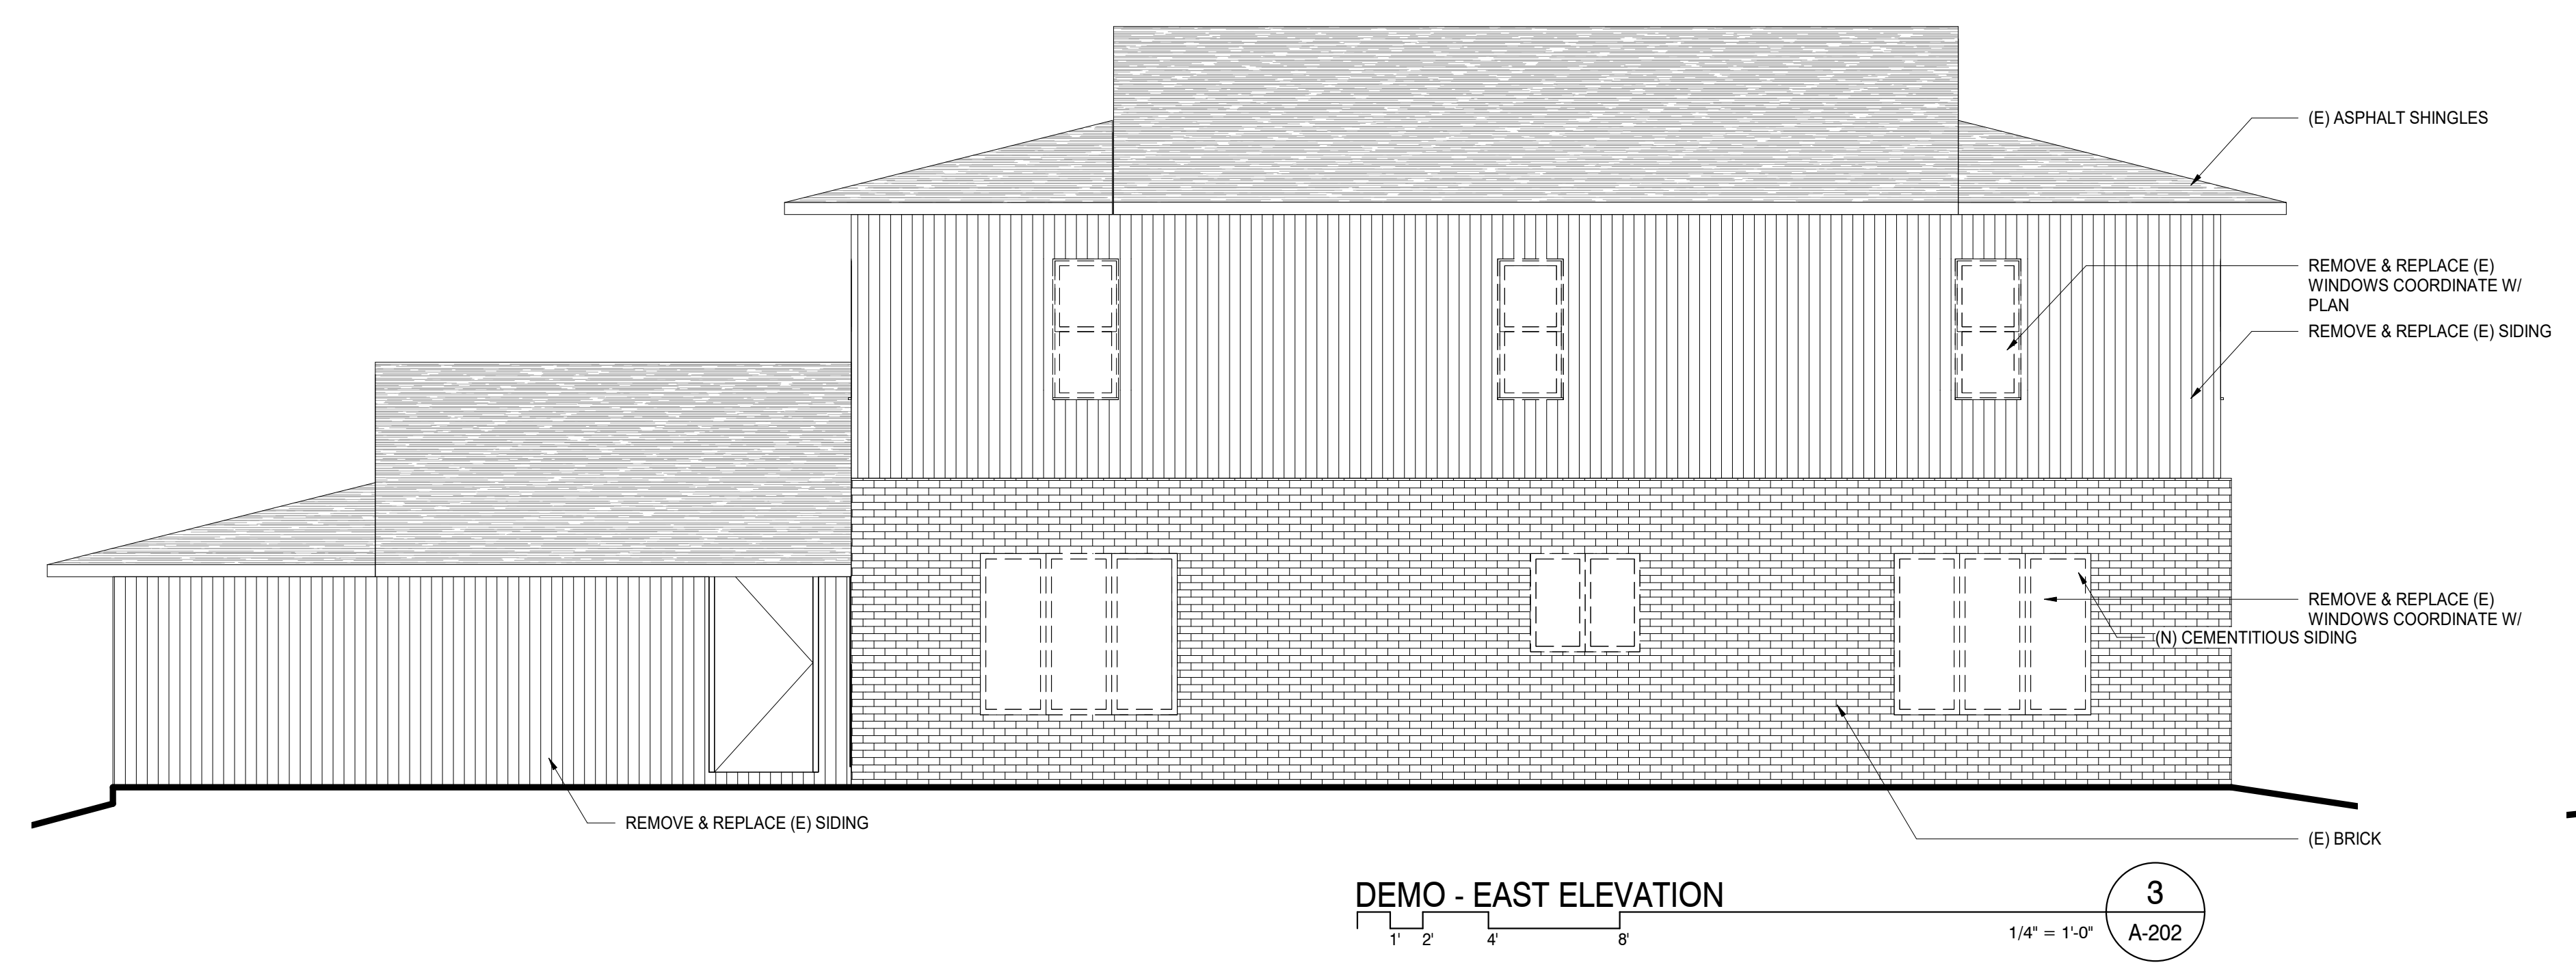 (E) ASPHALT SHINGLES
REMOVE & REPLACE (E)
WINDOWS COORDINATE W/
PLAN
REMOVE & REPLACE (E) SIDING
REMOVE & REPLACE (E)
WINDOWS COORDINATE W/
(N) CEMENTITIOUS SIDING
REMOVE & REPLACE (E) SIDING
(E) BRICK
DEMO - EAST ELEVATION
1' 2' 4' 8'
1/4" = 1'-0"
3
A-202